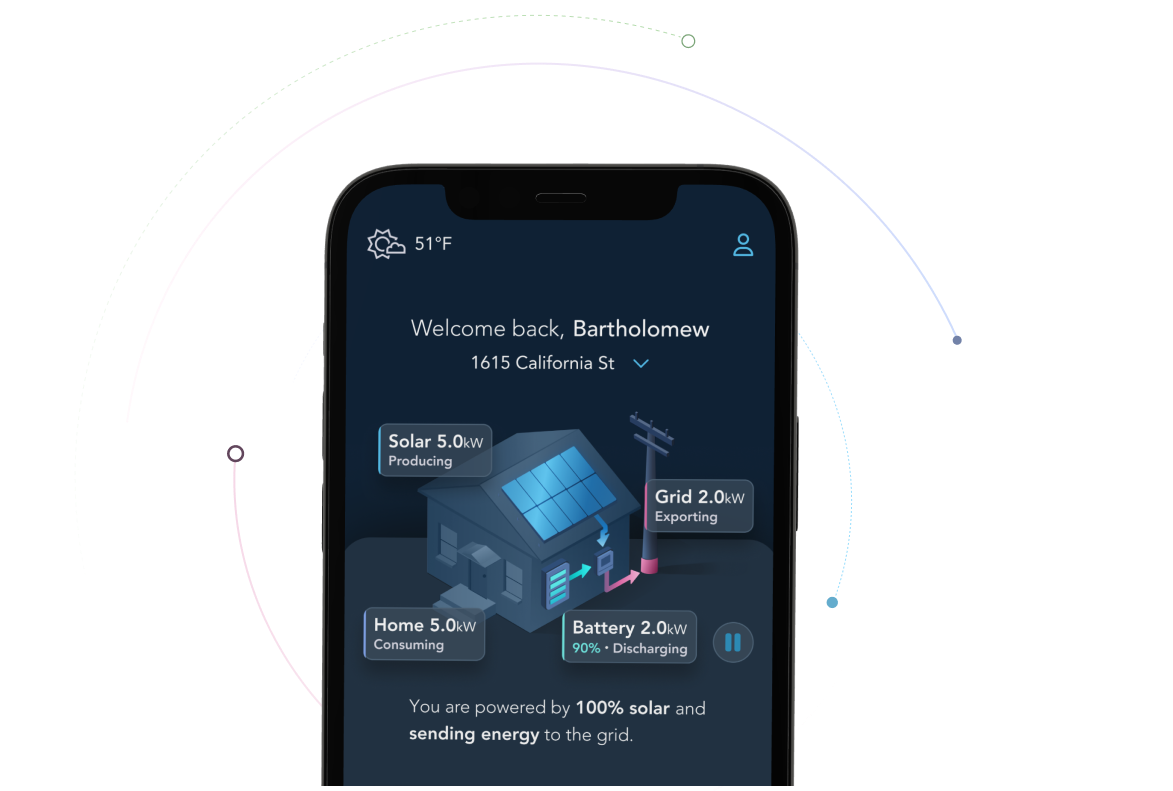 51°F
Welcome back, Bartholomew
1615 California St
Solar 5.0kW
Producing
Grid 2.0kW
Exporting
Home 5.0kW
Consuming
Battery 2.0kW
90% • Discharging
You are powered by 100% solar and
sending energy to the grid.